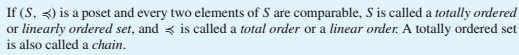 If (S, ≼) is a poset and every two elements of S are comparable, S is called a totally ordered
or linearly ordered set, and ≼ is called a total order or a linear order. A totally ordered set
is also called a chain.